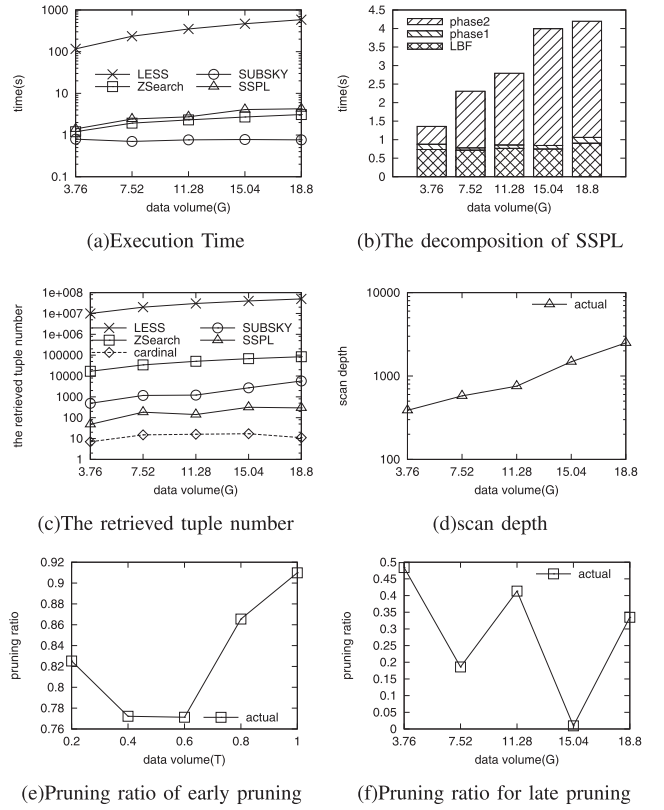 1000
100
10
1
0.1
time(s)
LESS
ZSearch
SUBSKY
SSPL
3.76 7.52 11.28 15.04 18.8
data volume(G)
(a)Execution Time
4.5
4
3.5
3
2.5
2
1.5
1
0.5
0
time(s)
phase2
phase1
LBF
3.76 7.52 11.28 15.04 18.8
data volume(G)
(b)The decomposition of SSPL
1e+008
1e+007
1e+006
100000
10000
1000
100
10
1
the retrieved tuple number
LESS
ZSearch
cardinal
SUBSKY
SSPL
3.76 7.52 11.28 15.04 18.8
data volume(G)
(c)The retrieved tuple number
10000
1000
100
scan depth
actual
3.76 7.52 11.28 15.04 18.8
data volume(G)
(d)scan depth
0.92
0.9
0.88
0.86
0.84
0.82
0.8
0.78
0.76
pruning ratio
actual
0.2 0.4 0.6 0.8 1
data volume(T)
(e)Pruning ratio of early pruning
0.5
0.45
0.4
0.35
0.3
0.25
0.2
0.15
0.1
0.05
0
pruning ratio
actual
3.76 7.52 11.28 15.04 18.8
data volume(G)
(f)Pruning ratio for late pruning